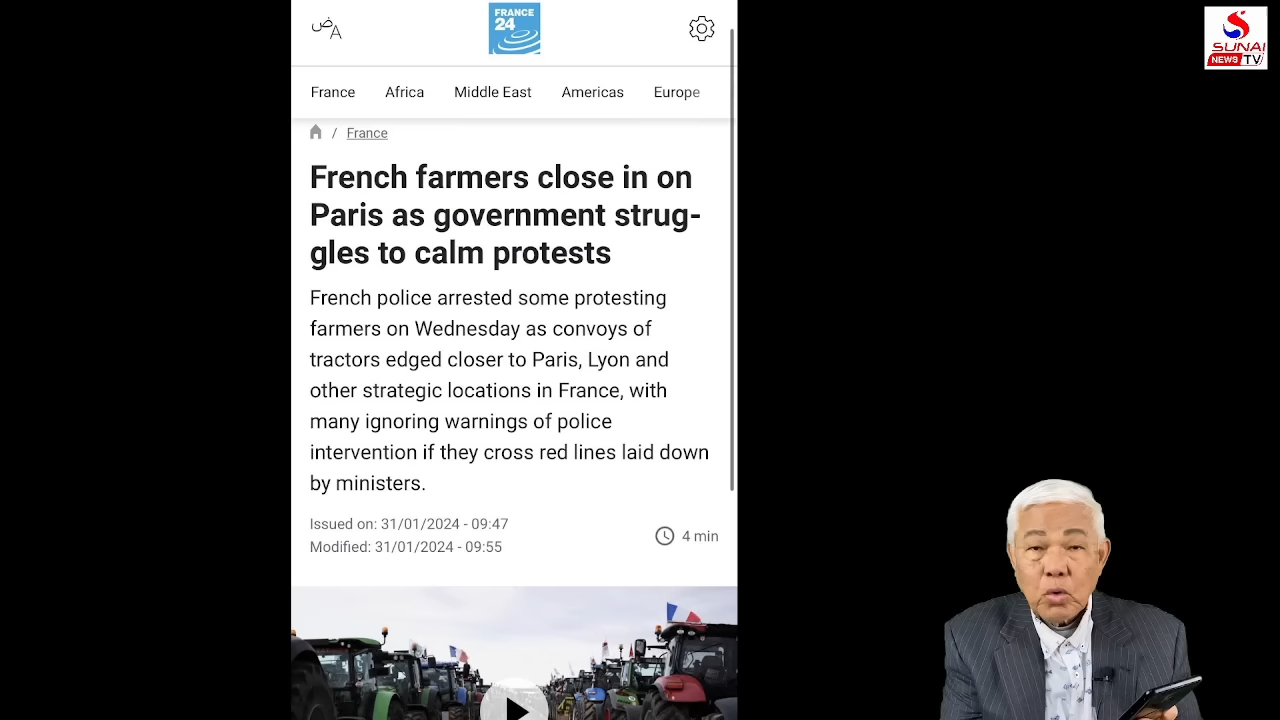 ضA
FRANCE
24
SUNAI
NEWS TV
France Africa Middle East Americas Europe
/ France
French farmers close in on
Paris as government strug-
gles to calm protests
French police arrested some protesting
farmers on Wednesday as convoys of
tractors edged closer to Paris, Lyon and
other strategic locations in France, with
many ignoring warnings of police
intervention if they cross red lines laid down
by ministers.
Issued on: 31/01/2024 - 09:47
Modified: 31/01/2024 - 09:55
4 min